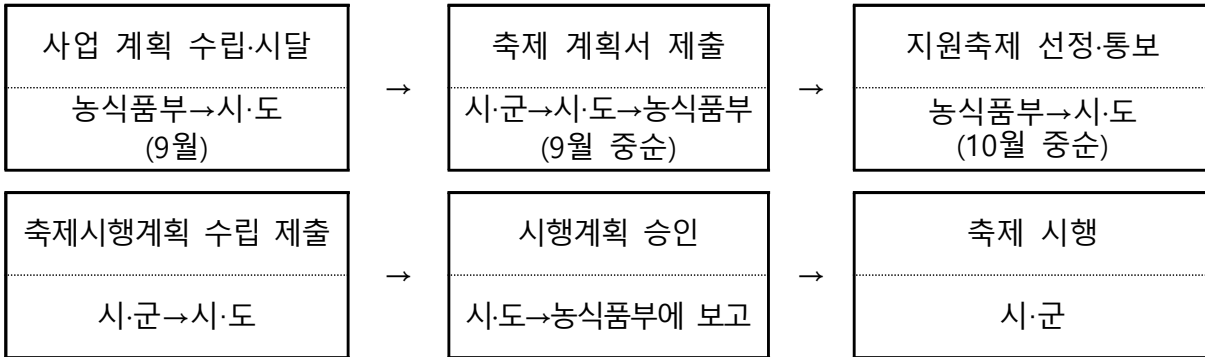 사업 계획 수립·시달
농식품부→시·도
(9월)
→
축제 계획서 제출
시·군→시·도→농식품부
(9월 중순)
→
지원축제 선정·통보
농식품부→시·도
(10월 중순)
축제시행계획 수립 제출
시·군→시·도
→
시행계획 승인
시·도→농식품부에 보고
→
축제 시행
시·군